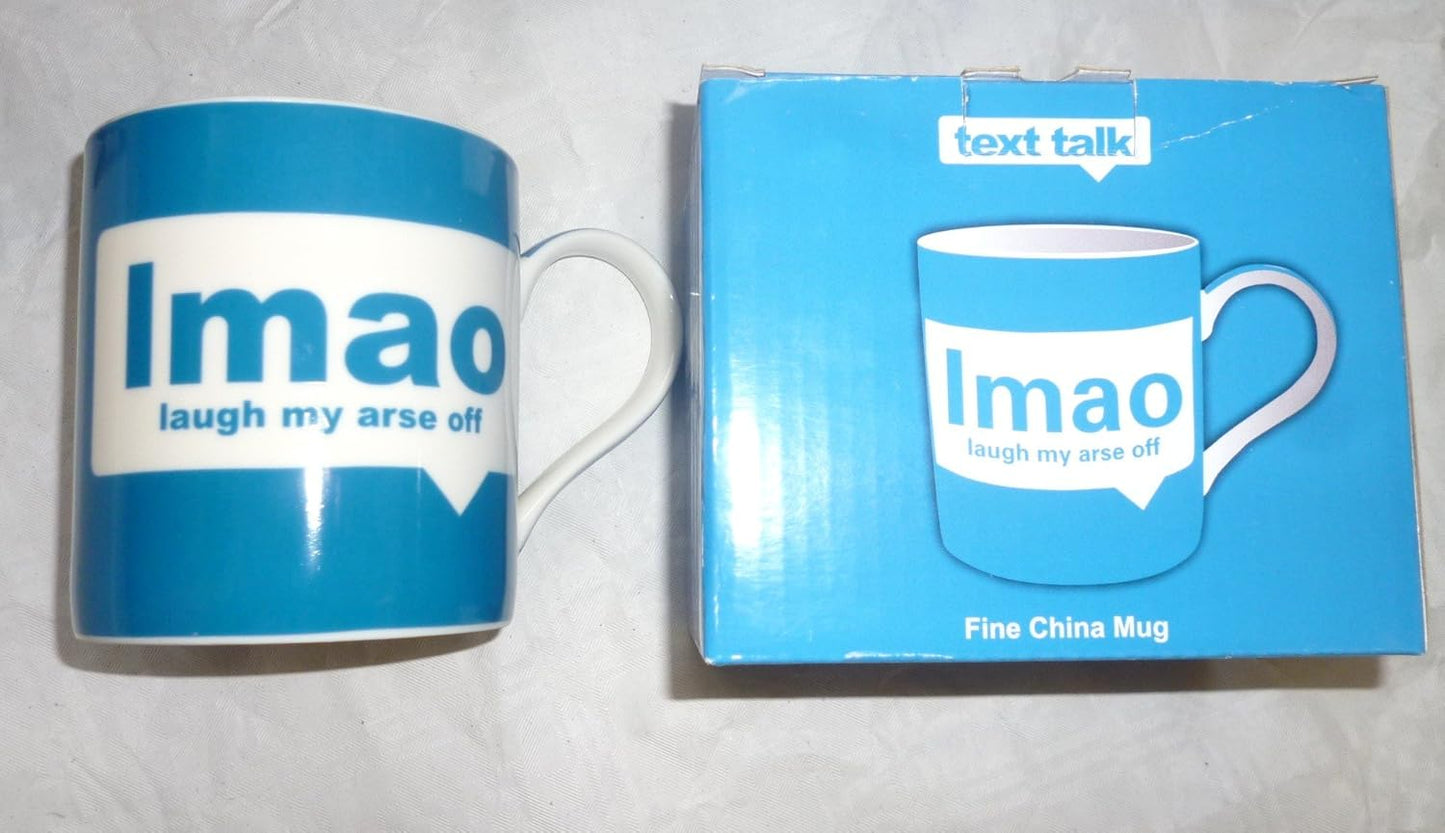 lmao
laugh my arse off
text talk
lmao
laugh my arse off
Fine China Mug